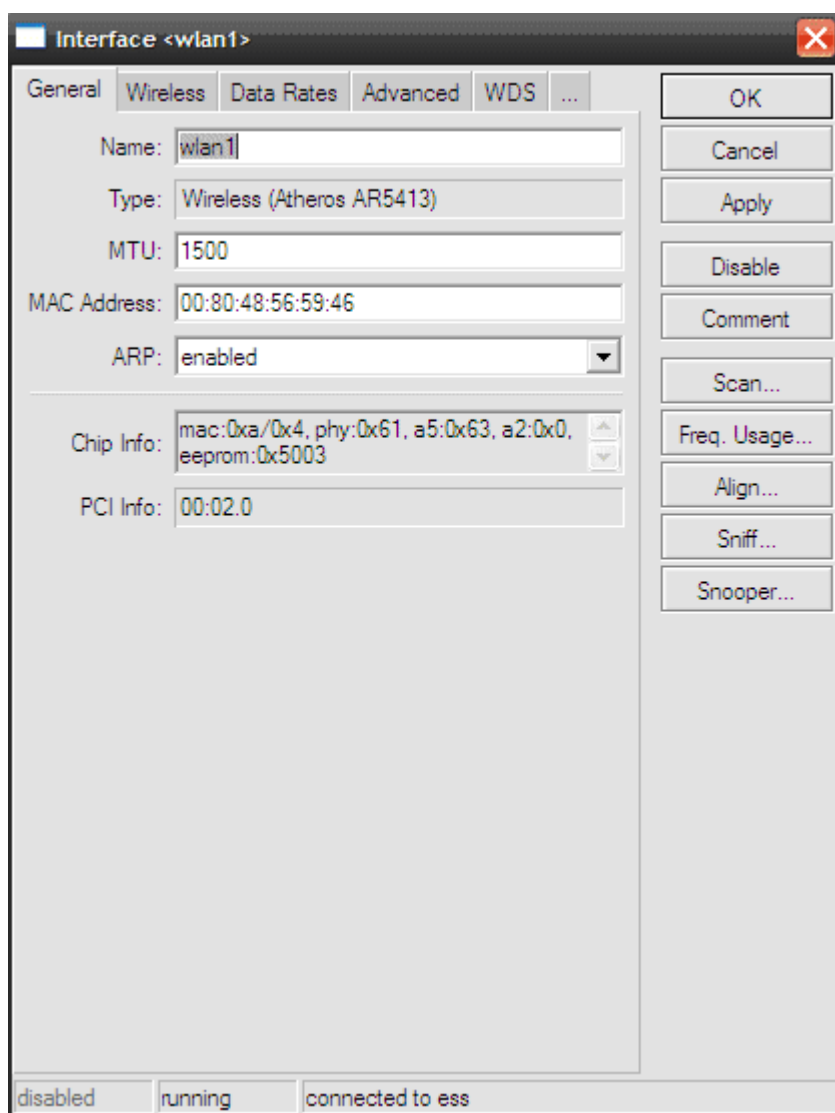 Interface <wlan1>
General Wireless Data Rates Advanced WDS ...
Name: wlan1
Type: Wireless (Atheros AR5413)
MTU: 1500
MAC Address: 00:80:48:56:59:46
ARP: enabled
Chip Info: mac:0xa/0x4, phy:0x61, a5:0x63, a2:0x0,
eeprom:0x5003
PCI Info: 00:02.0
OK
Cancel
Apply
Disable
Comment
Scan...
Freq. Usage...
Align...
Sniff...
Snooper...
disabled running connected to ess